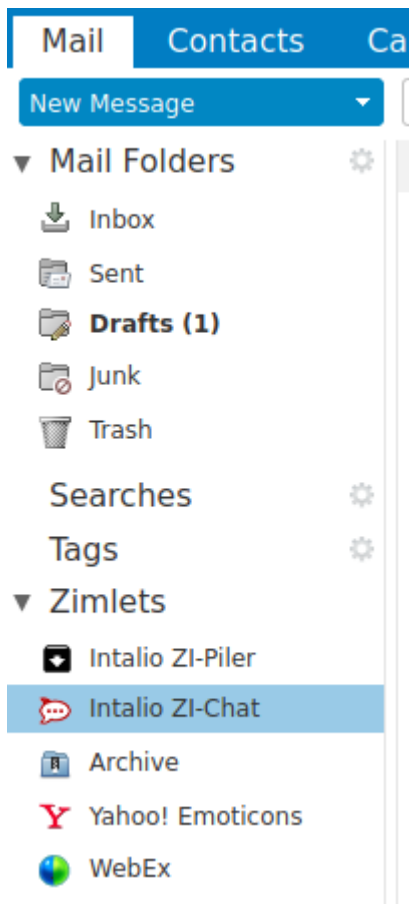 Mail Contacts Ca
New Message
Mail Folders
Inbox
Sent
Drafts (1)
Junk
Trash
Searches
Tags
Zimlets
Intalio ZI-Piler
Intalio ZI-Chat
Archive
Yahoo! Emoticons
WebEx